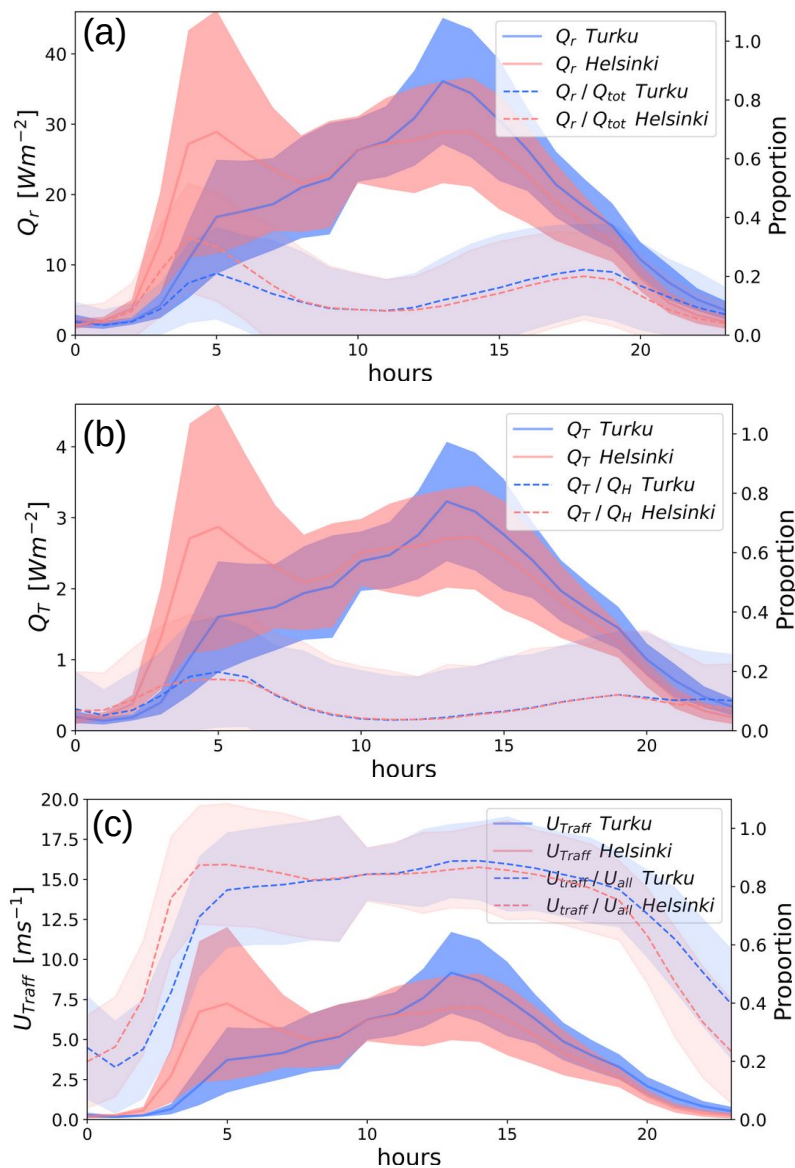 (a)
Q_r Turku
Q_r Helsinki
Q_r / Q_tot Turku
Q_r / Q_tot Helsinki
Q_r [Wm^-2]
40
30
20
10
0
1.0
0.8
0.6
0.4
0.2
0.0
Proportion
0 5 10 15 20
hours
(b)
Q_T Turku
Q_T Helsinki
Q_T / Q_H Turku
Q_T / Q_H Helsinki
Q_T [Wm^-2]
4
3
2
1
0
1.0
0.8
0.6
0.4
0.2
0.0
Proportion
0 5 10 15 20
hours
(c)
U_Traff Turku
U_Traff Helsinki
U_traff / U_all Turku
U_traff / U_all Helsinki
U_Traff [ms^-1]
20.0
17.5
15.0
12.5
10.0
7.5
5.0
2.5
0.0
1.0
0.8
0.6
0.4
0.2
0.0
Proportion
0 5 10 15 20
hours